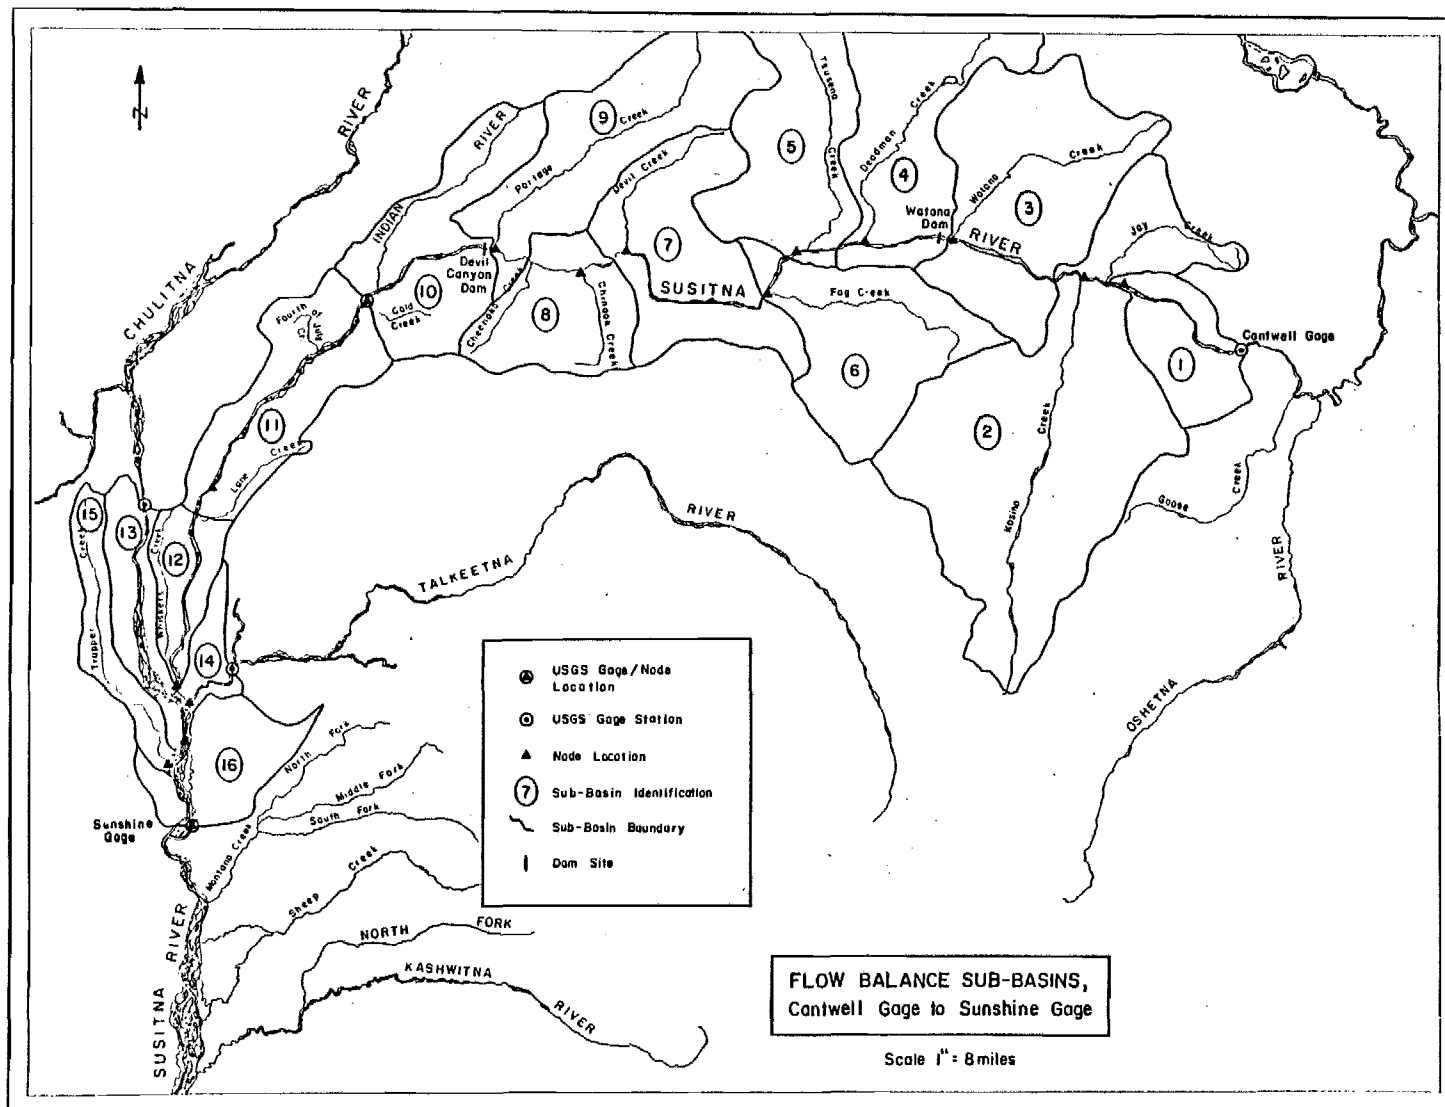 N
CHULITNA RIVER
INDIAN RIVER
9
Portage Creek
Devil Creek
5
Tsusena Creek
Deadman Creek
4
Watana Creek
3
Watana
Dam
RIVER
Jay Creek
7
SUSITNA
Devil
Canyon
Dam
10
Gold
Creek
Cheechako Creek
8
Chinook Creek
Fog Creek
6
Cantwell Gage
1
Fourth of July Cr
11
Lane Creek
2
Kosina Creek
Goose Creek
15
13
12
Whiskers Creek
Trapper Creek
14
TALKEETNA RIVER
OSHETNA RIVER
16
Sunshine
Gage
North Fork
Middle Fork
South Fork
Montana Creek
Sheep Creek
NORTH FORK
KASHWITNA RIVER
SUSITNA RIVER
USGS Gage/Node
Location
USGS Gage Station
Node Location
7 Sub-Basin Identification
Sub-Basin Boundary
Dam Site
FLOW BALANCE SUB-BASINS,
Cantwell Gage to Sunshine Gage
Scale 1" = 8 miles